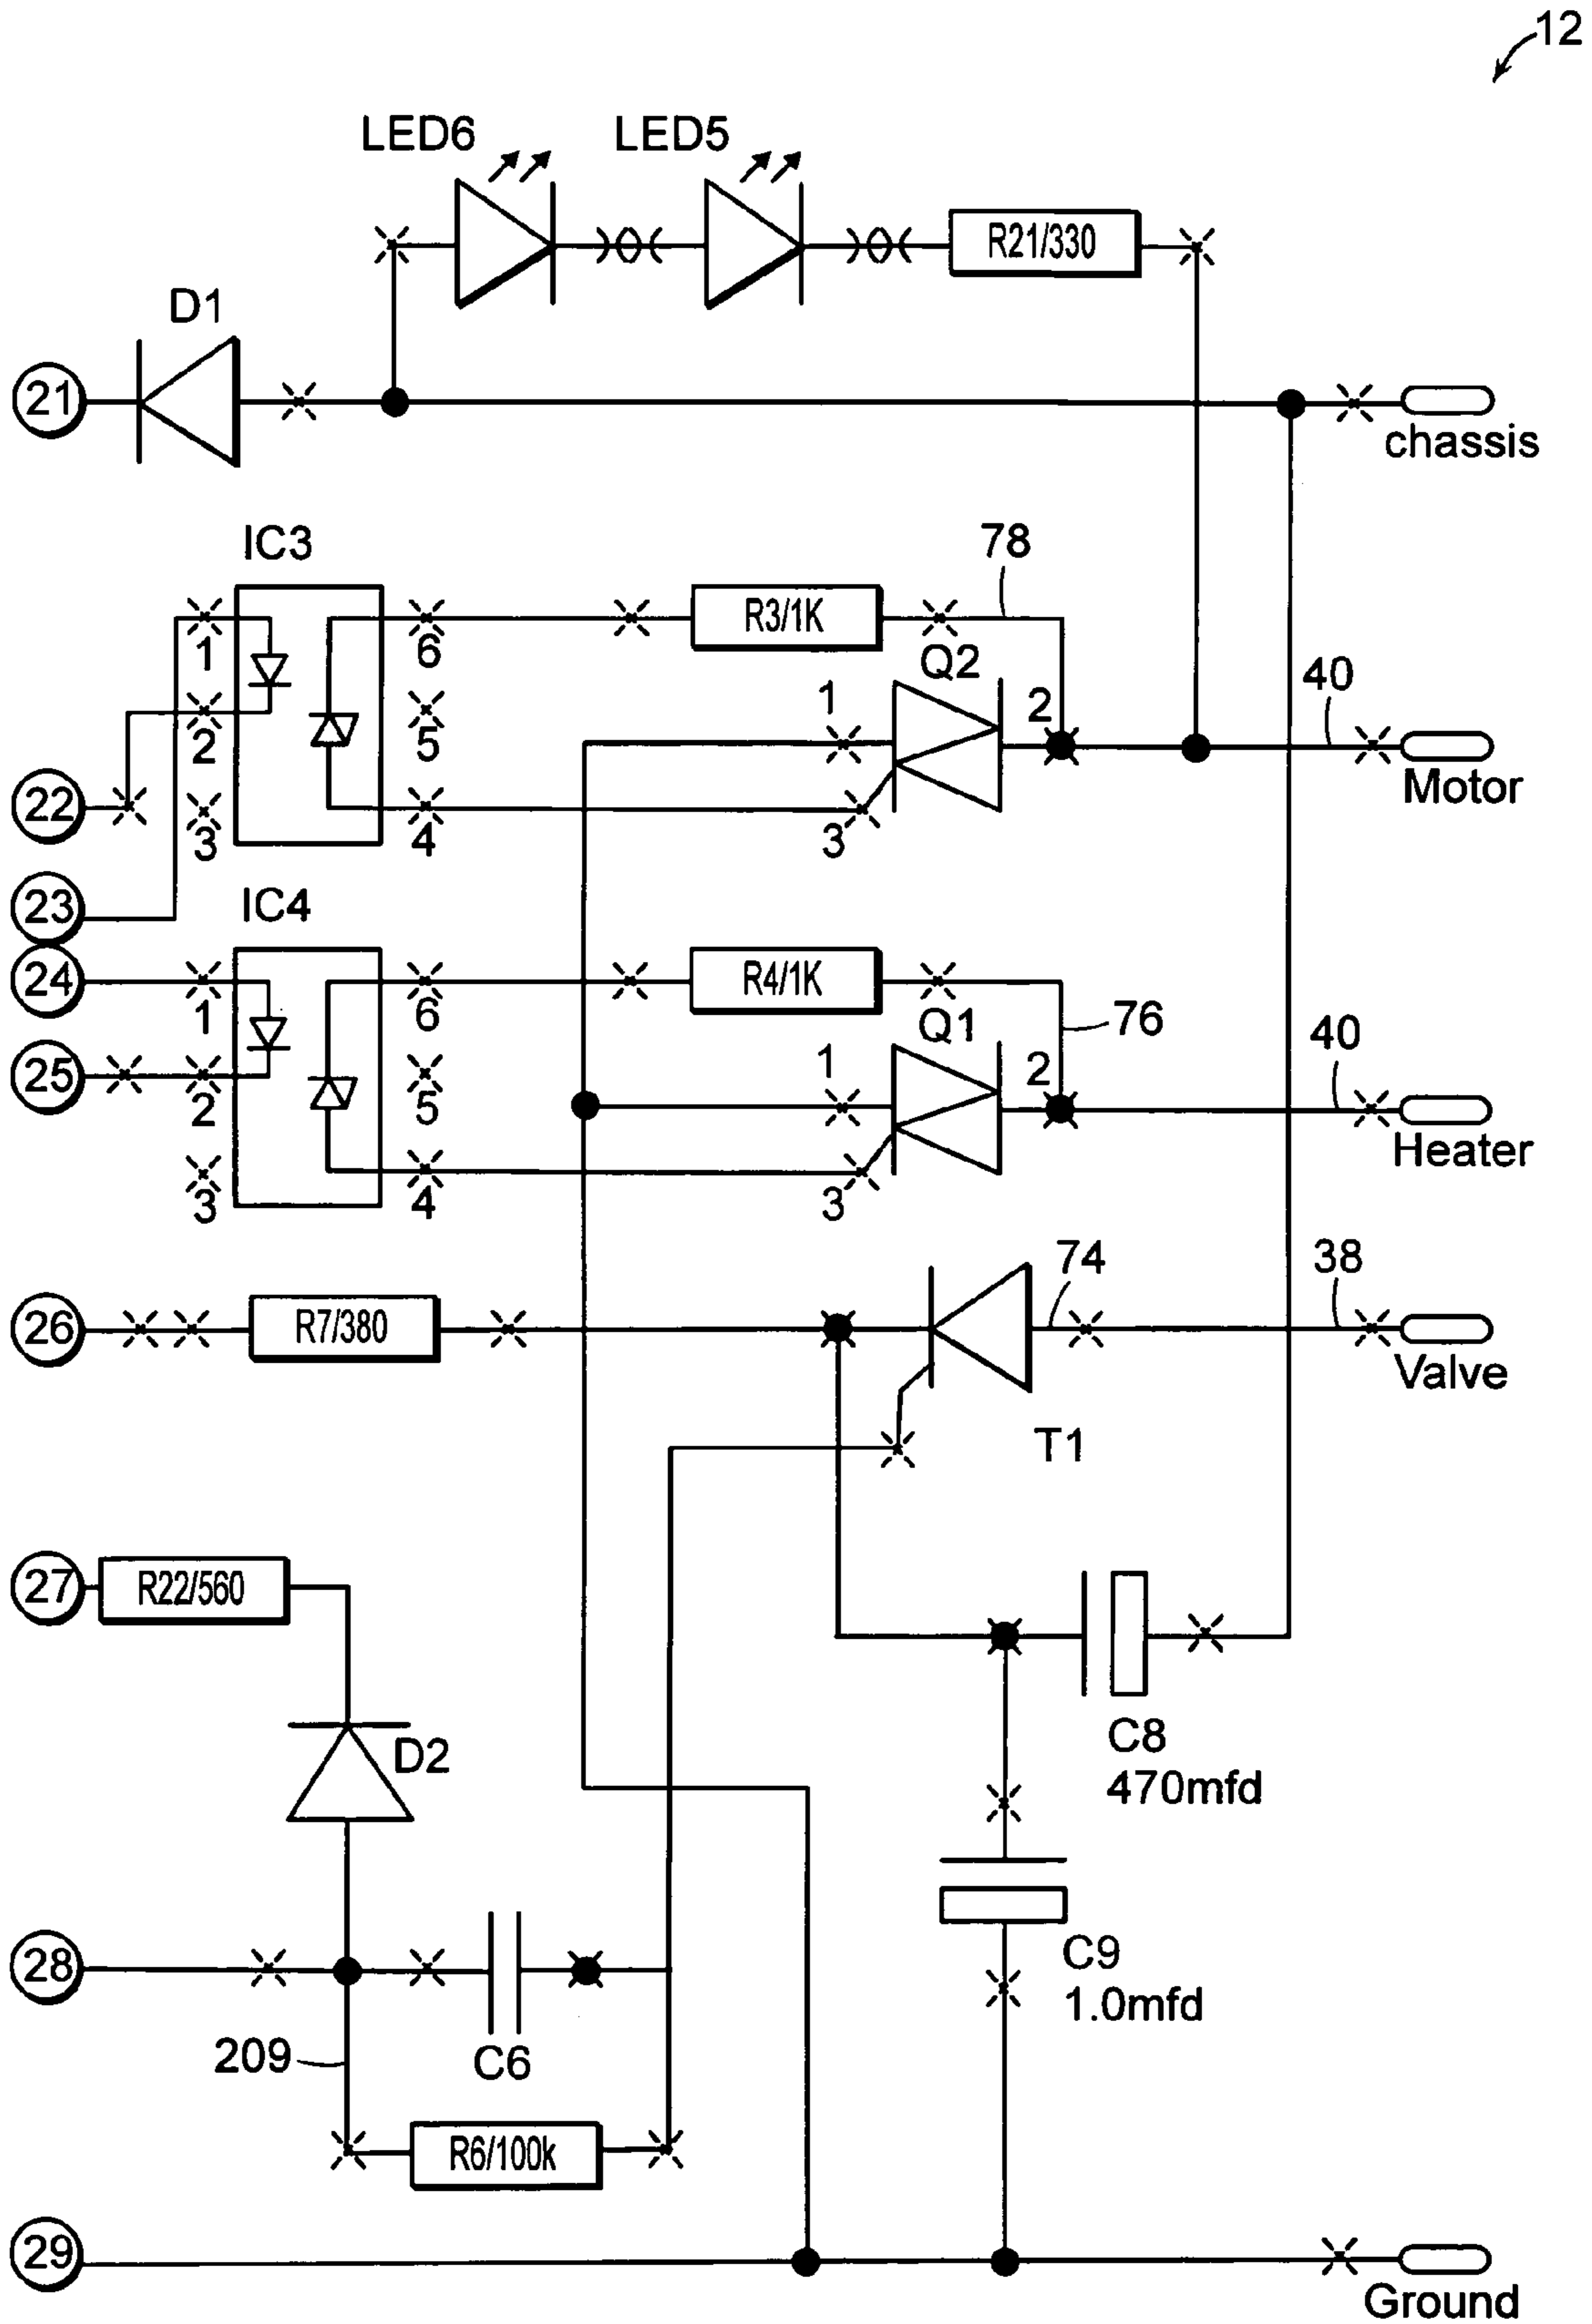 12
LED6 LED5
R21/330
D1
21
chassis
IC3
78
R3/1K
1 6
Q2
1 2 40
2 5
22
Motor
3 4 3
23
IC4
24
R4/1K
1 6
Q1 76
25
1 2 40
2 5
Heater
3 4 3
74 38
26
R7/380
Valve
T1
27
R22/560
C8
D2
470mfd
C9
28
1.0mfd
209 C6
R6/100k
29
Ground